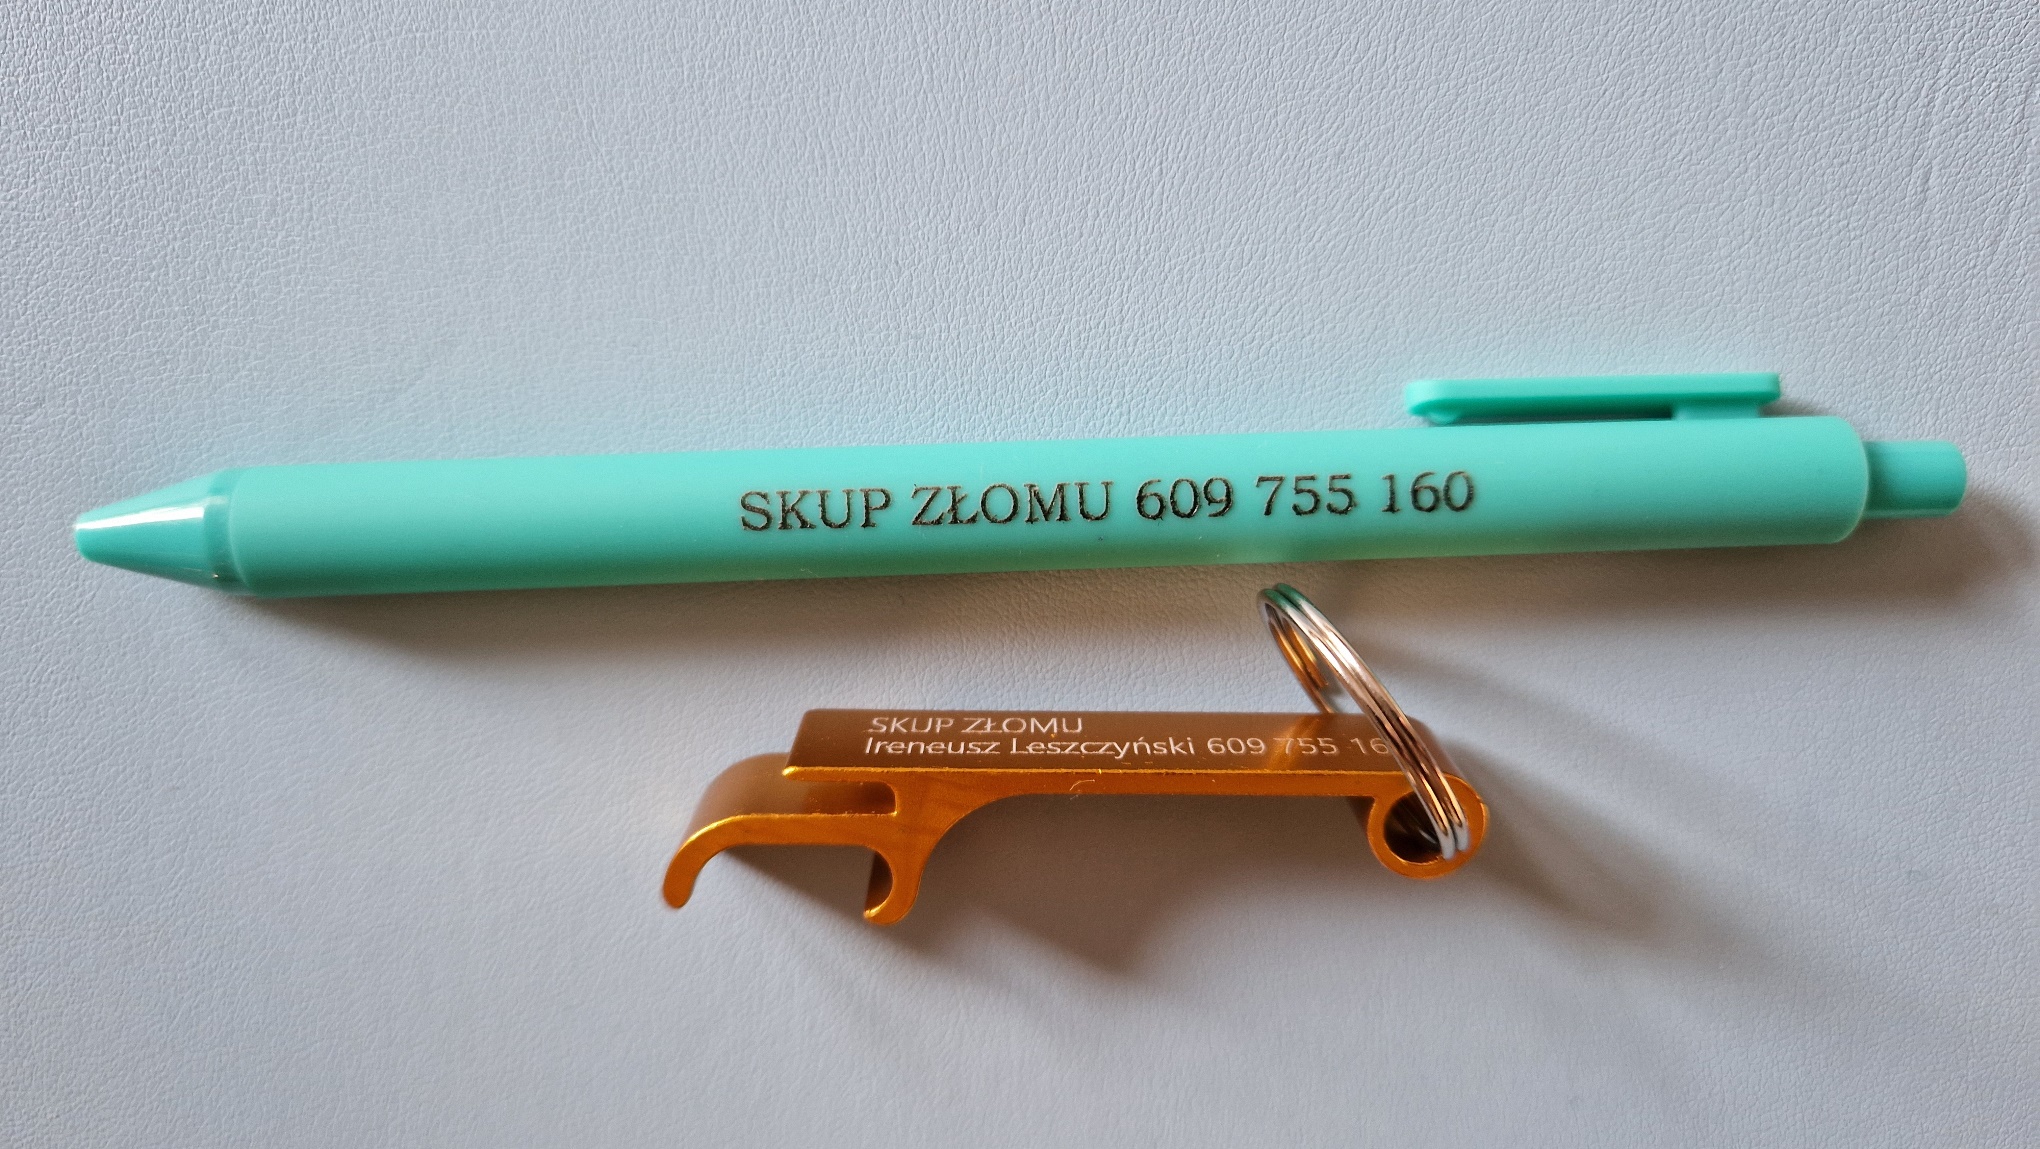 SKUP ZŁOMU 609 755 160
SKUP ZŁOMU
Ireneusz Leszczyński 609 755 16